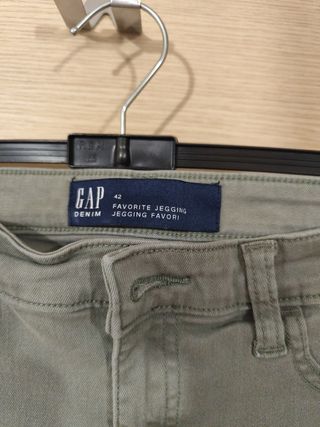 GAP
DENIM
42
FAVORITE JEGGING
JEGGING FAVORI